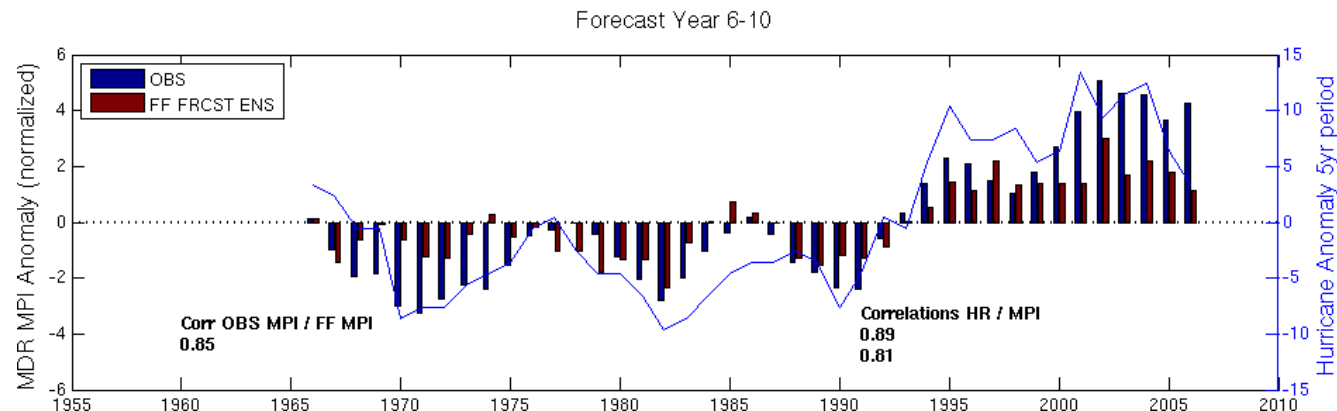 Forecast Year 6-10
MDR MPI Anomaly (normalized)
6
4
2
0
-2
-4
-6
OBS
FF FRCST ENS
Corr OBS MPI / FF MPI
0.85
Correlations HR / MPI
0.89
0.81
15
10
5
0
-5
-10
-15
Hurricane Anomaly 5yr period
1955 1960 1965 1970 1975 1980 1985 1990 1995 2000 2005 2010